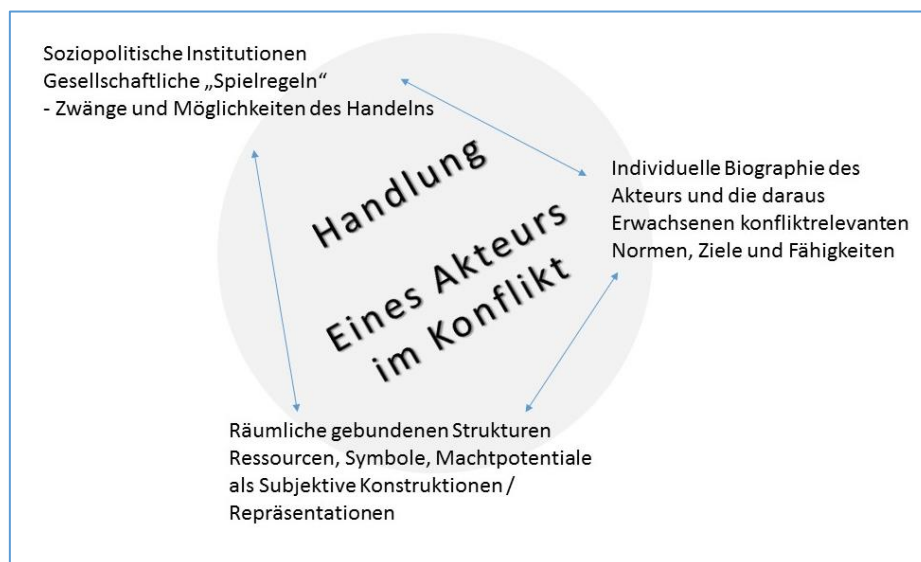 Soziopolitische Institutionen
Gesellschaftliche „Spielregeln“
- Zwänge und Möglichkeiten des Handelns
Handlung
Eines Akteurs
im Konflikt
Individuelle Biographie des
Akteurs und die daraus
Erwachsenen konfliktrelevanten
Normen, Ziele und Fähigkeiten
Räumliche gebundenen Strukturen
Ressourcen, Symbole, Machtpotentiale
als Subjektive Konstruktionen /
Repräsentationen